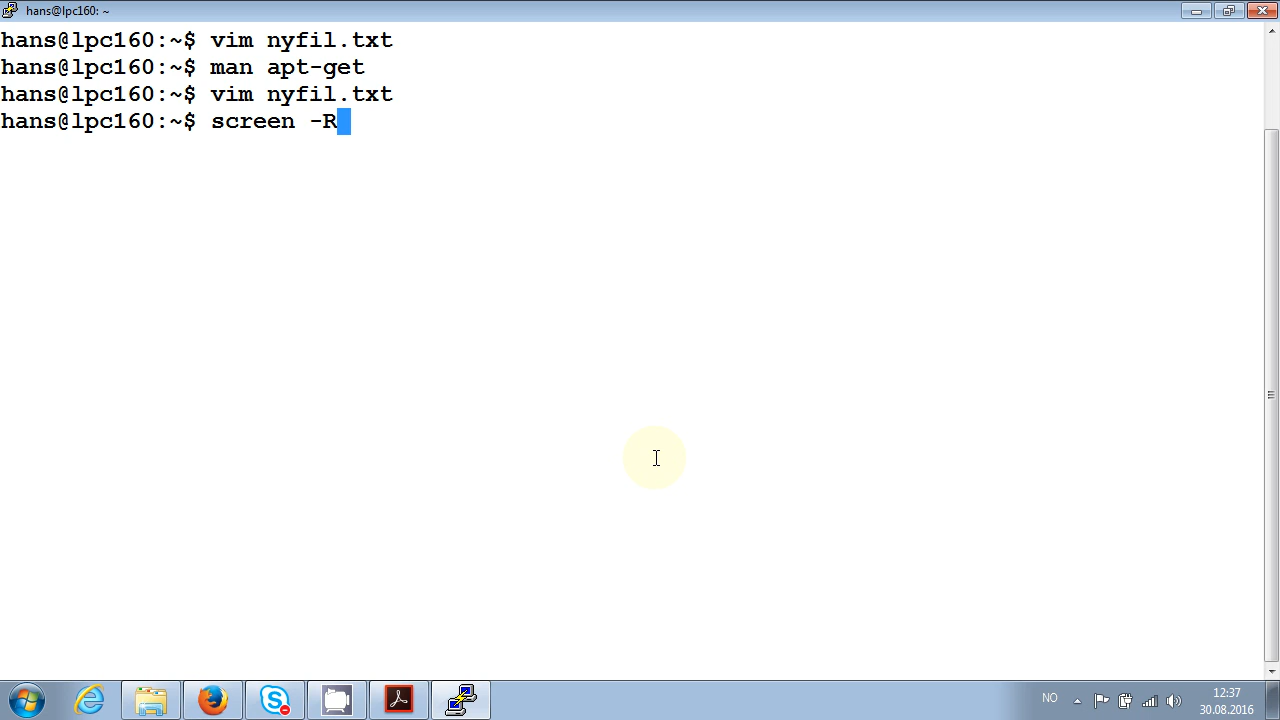 hans@lpc160: ~
hans@lpc160:~$ vim nyfil.txt
hans@lpc160:~$ man apt-get
hans@lpc160:~$ vim nyfil.txt
hans@lpc160:~$ screen -R
NO
12:37
30.08.2016